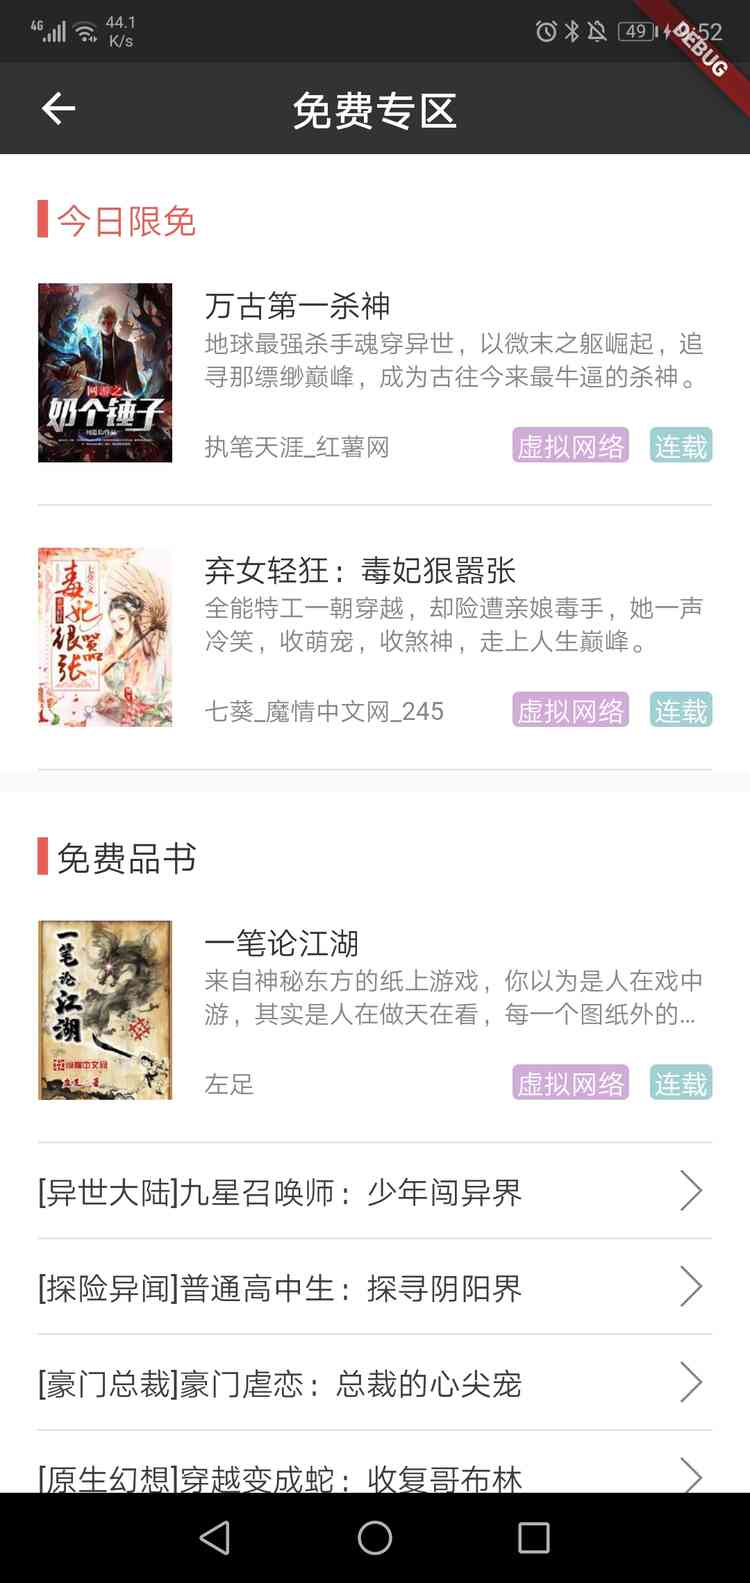 4G
44.1
K/s
49
52
DEBUG
免费专区
今日限免
网游之
奶个锤子
万古第一杀神
地球最强杀手魂穿异世，以微末之躯崛起，追
寻那缥缈巅峰，成为古往今来最牛逼的杀神。
执笔天涯_红薯网
虚拟网络
连载
毒妃
狠嚣
张
弃女轻狂：毒妃狠嚣张
全能特工一朝穿越，却险遭亲娘毒手，她一声
冷笑，收萌宠，收煞神，走上人生巅峰。
七葵_魔情中文网_245
虚拟网络
连载
免费品书
一笔论江湖
一笔论江湖
来自神秘东方的纸上游戏，你以为是人在戏中
游，其实是人在做天在看，每一个图纸外的...
左足
虚拟网络
连载
[异世大陆]九星召唤师：少年闯异界
[探险异闻]普通高中生：探寻阴阳界
[豪门总裁]豪门虐恋：总裁的心尖宠
[原生幻想]穿越变成蛇：收复哥布林